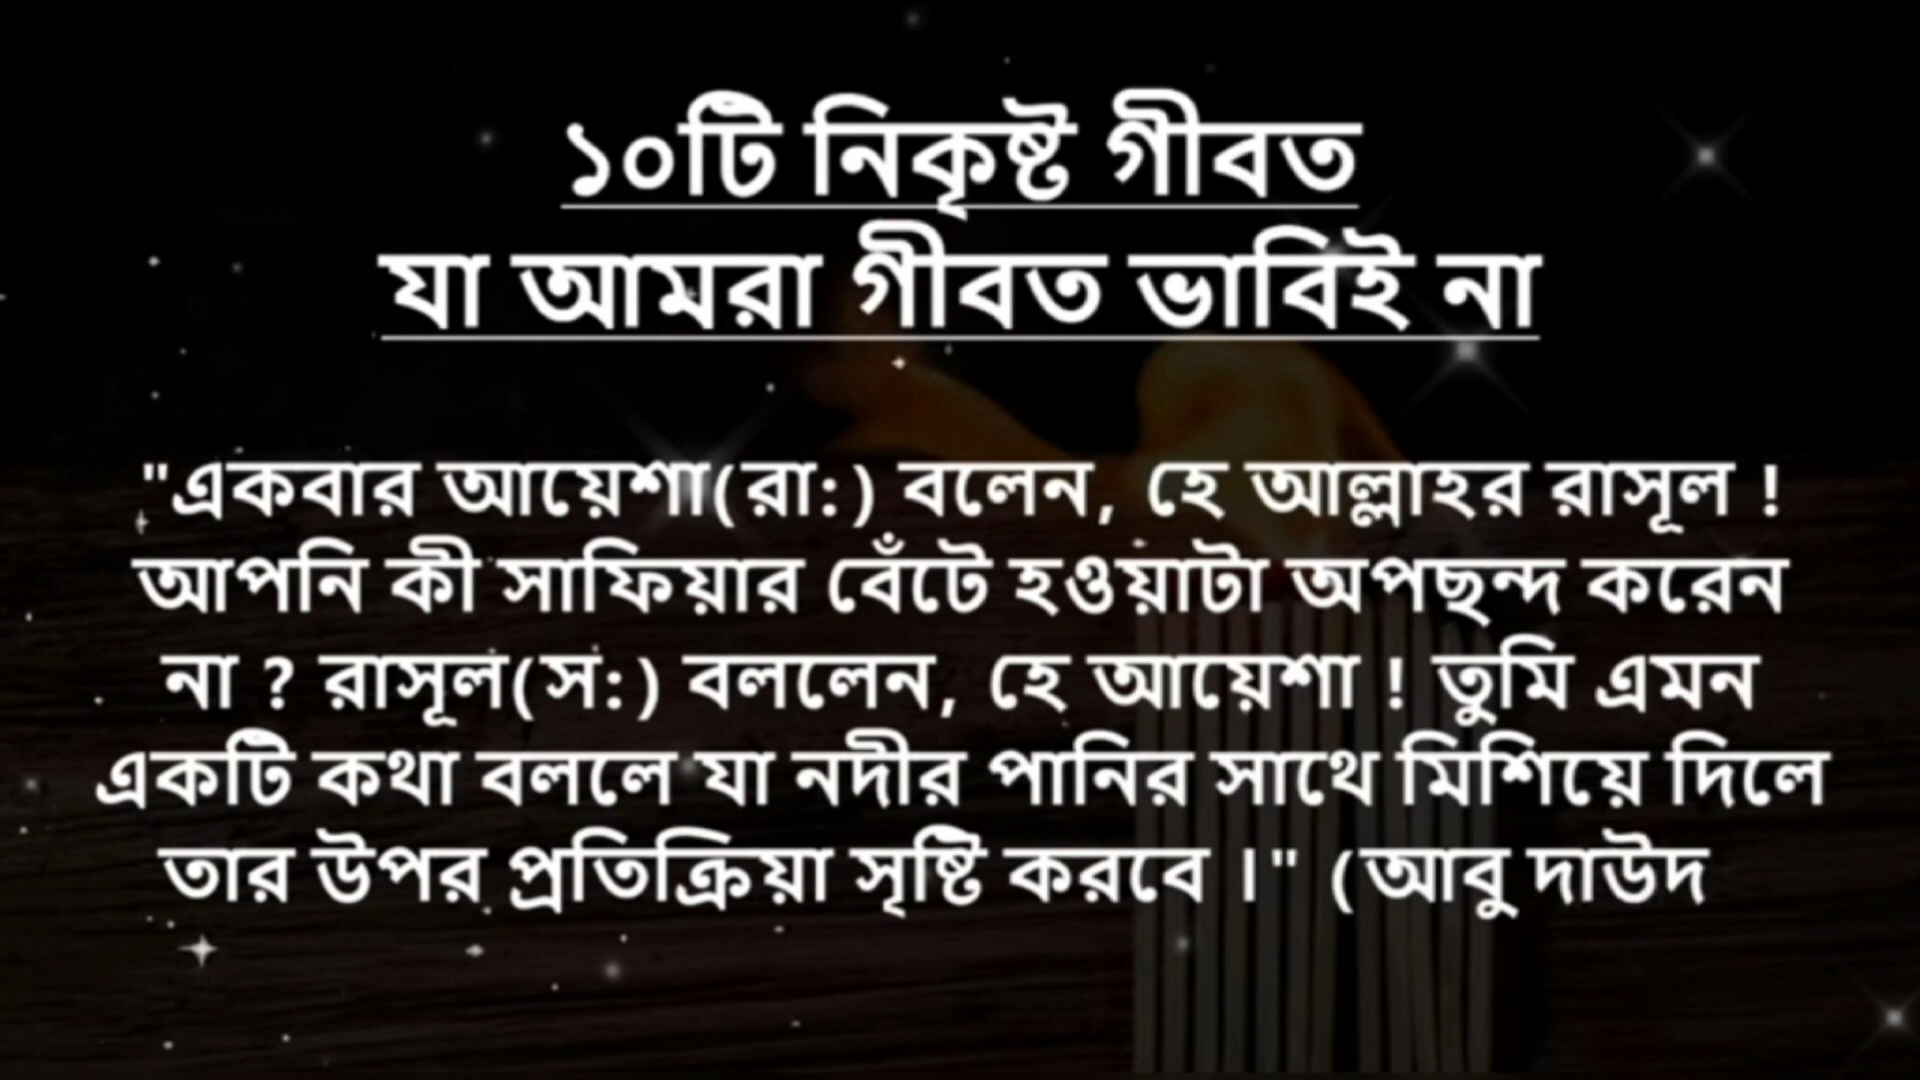 ১০টি নিকৃষ্ট গীবত
যা আমরা গীবত ভাবিই না
"একবার আয়েশা(রা:) বলেন, হে আল্লাহর রাসূল !
আপনি কী সাফিয়ার বেঁটে হওয়াটা অপছন্দ করেন
না ? রাসূল(স:) বললেন, হে আয়েশা ! তুমি এমন
একটি কথা বললে যা নদীর পানির সাথে মিশিয়ে দিলে
তার উপর প্রতিক্রিয়া সৃষ্টি করবে ।" (আবু দাউদ